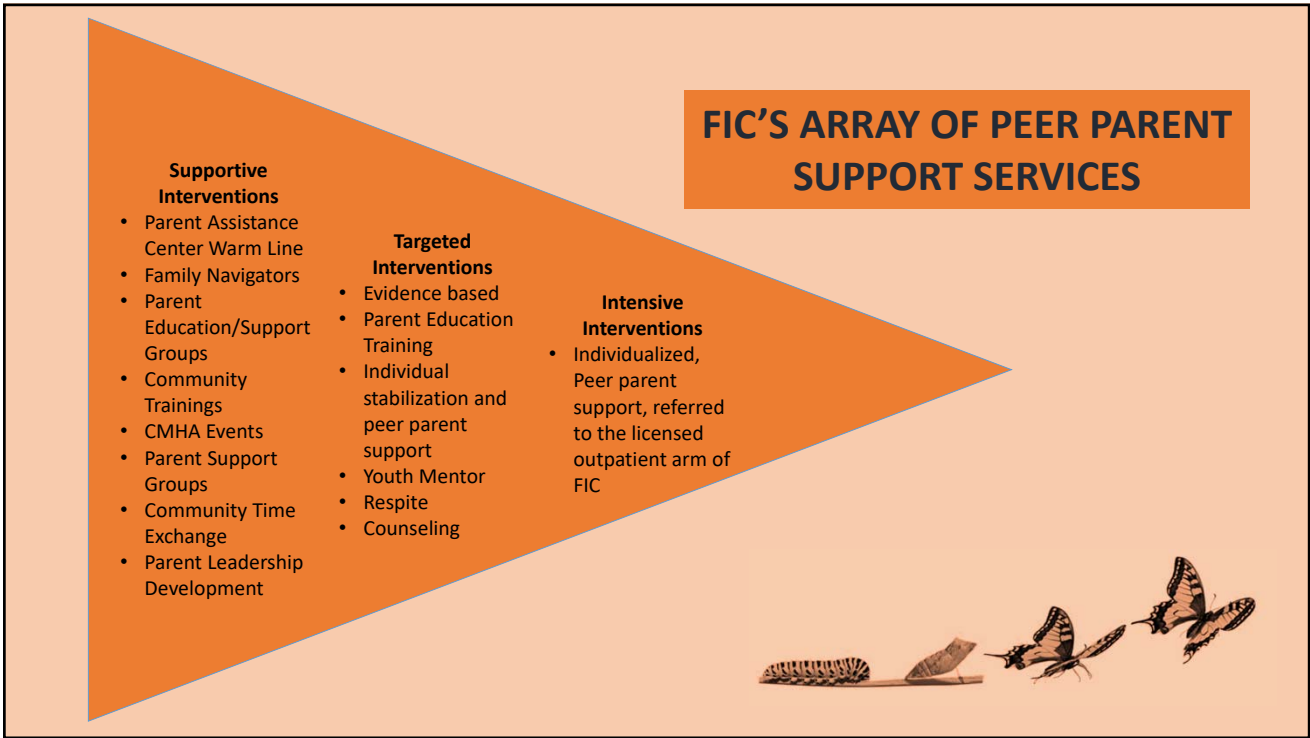 FIC'S ARRAY OF PEER PARENT
SUPPORT SERVICES
Supportive
Interventions
• Parent Assistance
Center Warm Line
• Family Navigators
• Parent
Education/Support
Groups
• Community
Trainings
• CMHA Events
• Parent Support
Groups
• Community Time
Exchange
• Parent Leadership
Development
Targeted
Interventions
• Evidence based
• Parent Education
Training
• Individual
stabilization and
peer parent
support
• Youth Mentor
• Respite
• Counseling
Intensive
Interventions
• Individualized,
Peer parent
support, referred
to the licensed
outpatient arm of
FIC